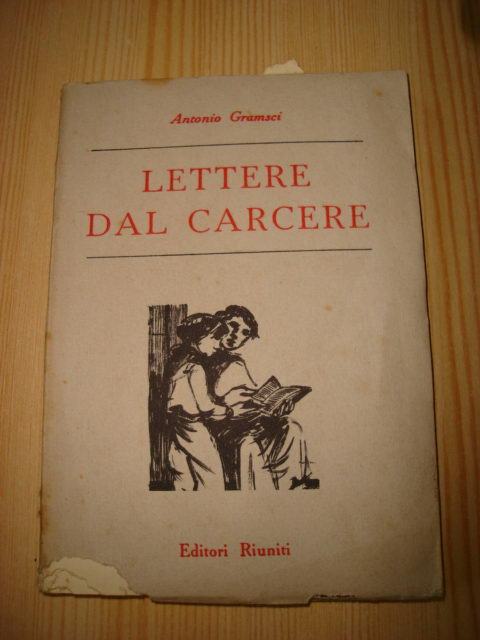 Antonio Gramsci
LETTERE
DAL CARCERE
Editori Riuniti